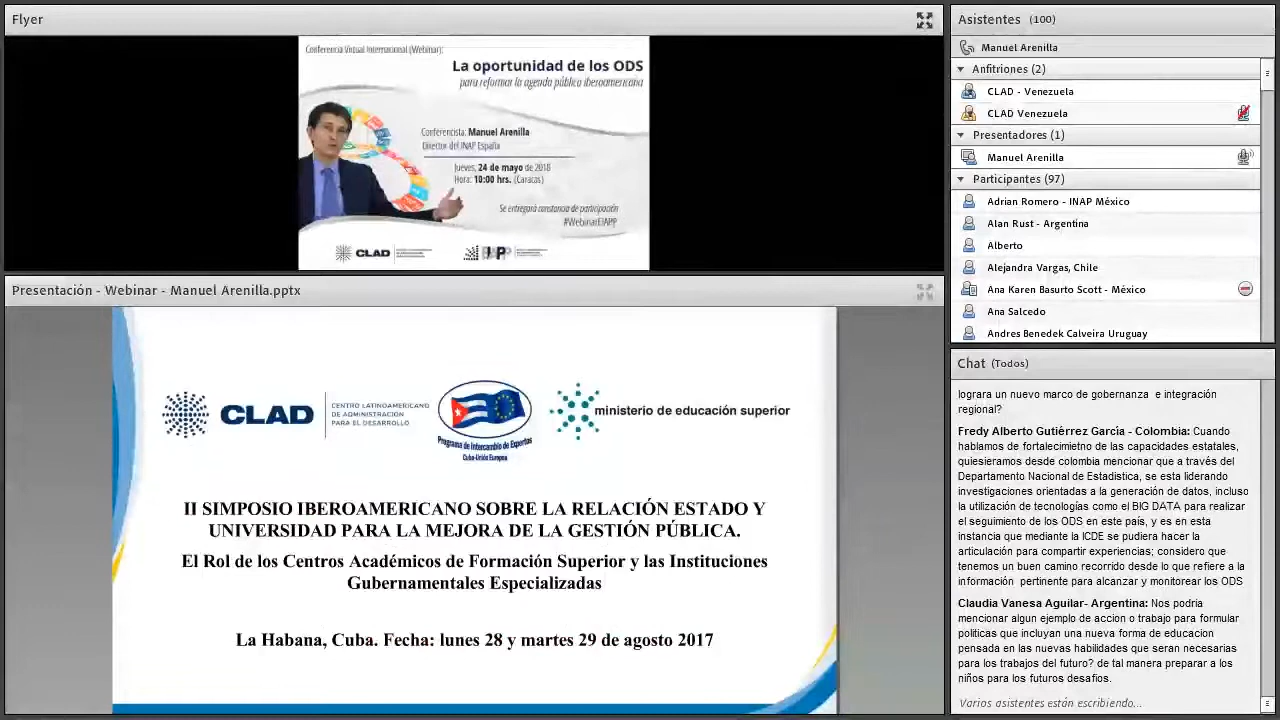 Flyer
Conferencia Virtual Internacional (Webinar):
La oportunidad de los ODS
para reformar la agenda público iberoamericana
Conferencista: Manuel Arenilla
Director del INAP España
Jueves, 24 de mayo de 2018
Hora: 10:00 hrs. (Caracas)
Se entregará constancia de participación
#WebinarEIAPP
CLAD
Presentación - Webinar - Manuel Arenilla.pptx
CLAD
CENTRO LATINOAMERICANO
DE ADMINISTRACIÓN
PARA EL DESARROLLO
Programa de Intercambio de Expertos
Cuba-Unión Europea
ministerio de educación superior
II SIMPOSIO IBEROAMERICANO SOBRE LA RELACIÓN ESTADO Y
UNIVERSIDAD PARA LA MEJORA DE LA GESTIÓN PÚBLICA.
El Rol de los Centros Académicos de Formación Superior y las Instituciones
Gubernamentales Especializadas
La Habana, Cuba. Fecha: lunes 28 y martes 29 de agosto 2017
Asistentes (100)
Manuel Arenilla
Anfitriones (2)
CLAD - Venezuela
CLAD Venezuela
Presentadores (1)
Manuel Arenilla
Participantes (97)
adrian toro - INAP México
Alan Rust - Argentina
Alberto
Alejandra Vargas, Chile
Ana Karen Basurto Scott - México
Ana Salcedo
Andres Benedek Calveira Uruguay
Chat (Todos)
lograra un nuevo marco de gebernanza e integración
regional?
Fredy Alberto Gutiérrez García - Colombia: Cuando
hablamos de fortalecimietno de las capacidades estatales,
quiesieramos desde colombia mencionar que a través del
Departamento Nacional de Estadística, se esta liderando
investigaciones orientadas a la generación de datos, incluso
la utilización de tecnologías como el BIG DATA para realizar
el seguimiento de los ODS en este país, y es en esta
instancia que mediante la ICDE se pudiera hacer la
articulación para compartir experiencias; considero que
tenemos un buen camino recorrido desde lo que refiere a la
información pertinente para alcanzar y monitorear los ODS
Claudia Vanesa Aguilar- Argentina: Nos podría
mencionar algun ejemplo de accion o trabajo para formular
politicas que incluyan una nueva forma de educacion
pensada en las nuevas habilidades que seran necesarias
para los trabajos del futuro? de tal manera preparar a los
niños para los futuros desafios.
Varios asistentes están escribiendo...